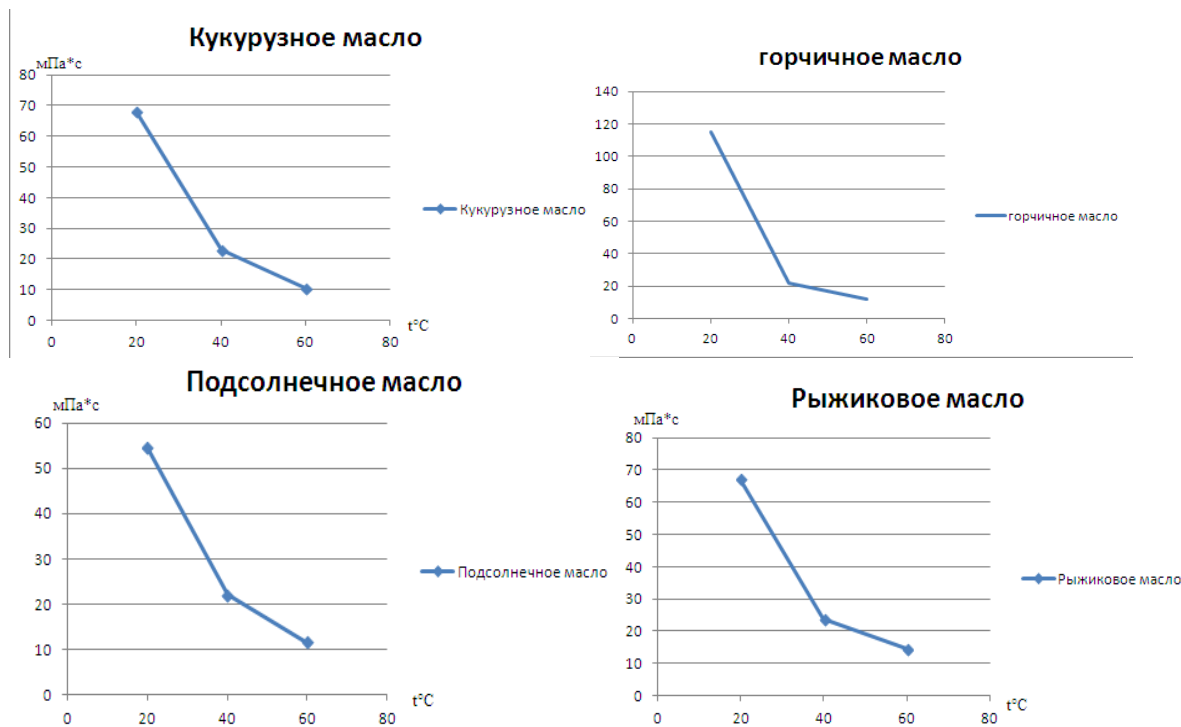 Кукурузное масло
мПа*с
80
70
60
50
40
30
20
10
0
0 20 40 60 80
t°C
Кукурузное масло
горчичное масло
140
120
100
80
60
40
20
0
0 20 40 60 80
горчичное масло
Подсолнечное масло
мПа*с
60
50
40
30
20
10
0
0 20 40 60 80
t°C
Подсолнечное масло
Рыжиковое масло
мПа*с
80
70
60
50
40
30
20
10
0
0 20 40 60 80
t°C
Рыжиковое масло